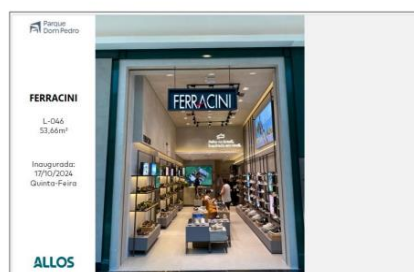 Parque
Dom Pedro
FERRACINI
L-046
53,66m²
Inaugurada:
17/10/2024
Quinta-Feira
ALLOS
FERRACINI